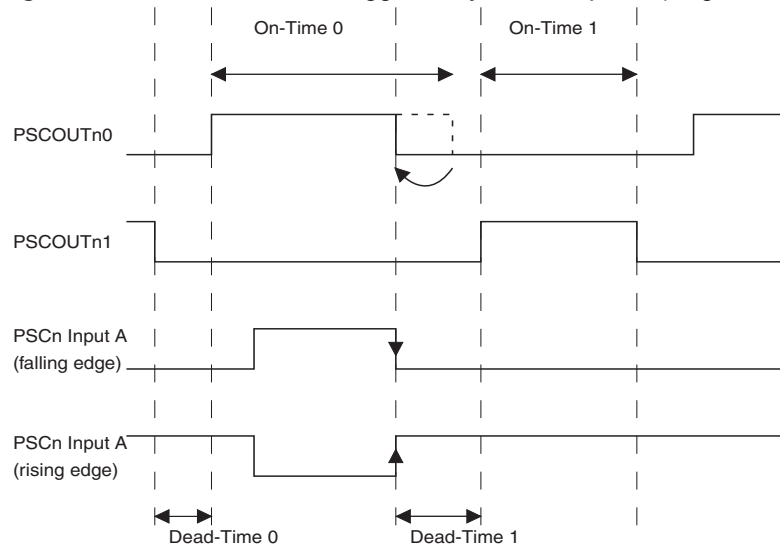 On-Time 0
On-Time 1
PSCOUTn0
PSCOUTn1
PSCn Input A
(falling edge)
PSCn Input A
(rising edge)
Dead-Time 0
Dead-Time 1